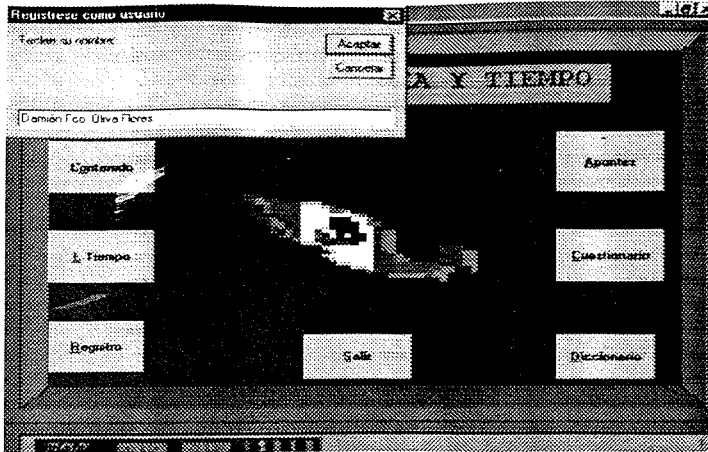 Regístrese como usuario
Teclee su nombre:
Aceptar
Cancelar
Damián Fco. Oliva Flores
Y TIEMPO
Contenido
Apuntes
L. Tiempo
Cuestionario
Registro
Salir
Diccionario